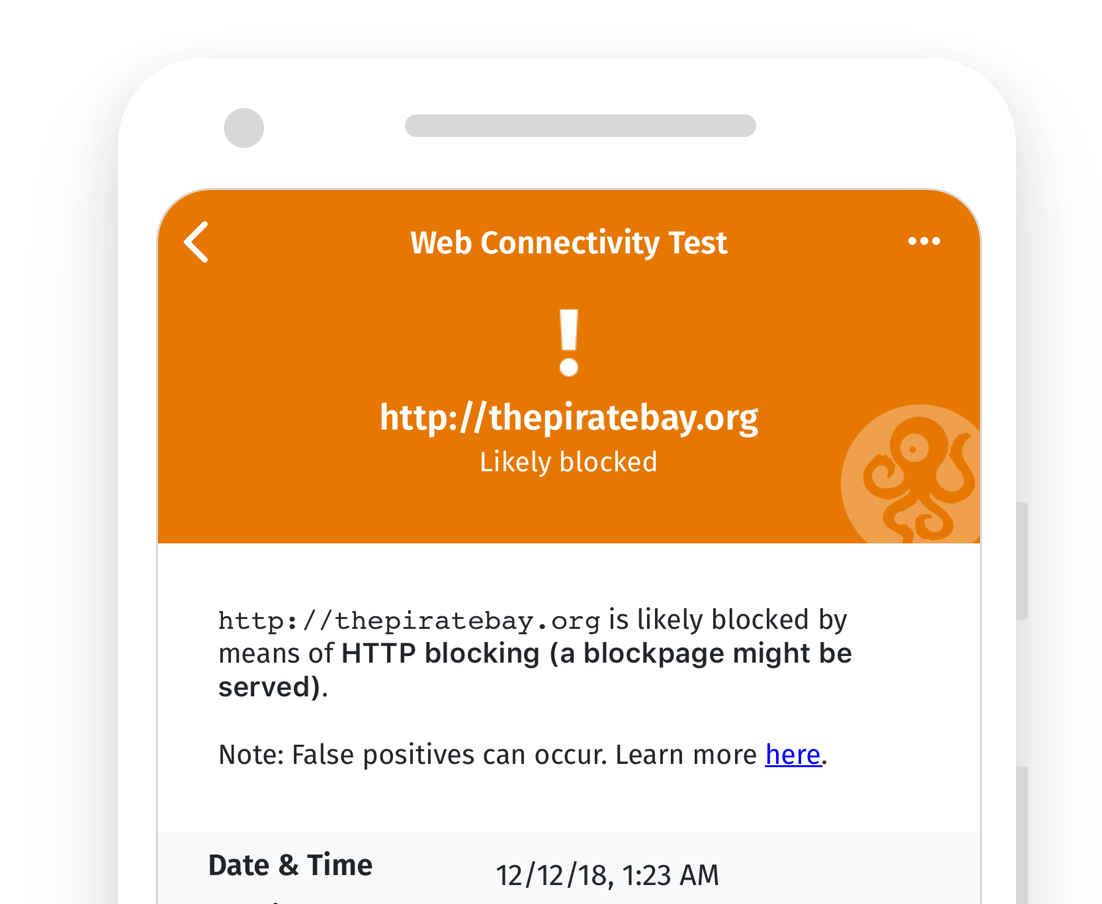 Web Connectivity Test
http://thepiratebay.org
Likely blocked
http://thepiratebay.org is likely blocked by
means of HTTP blocking (a blockpage might be
served).
Note: False positives can occur. Learn more here.
Date & Time
12/12/18, 1:23 AM